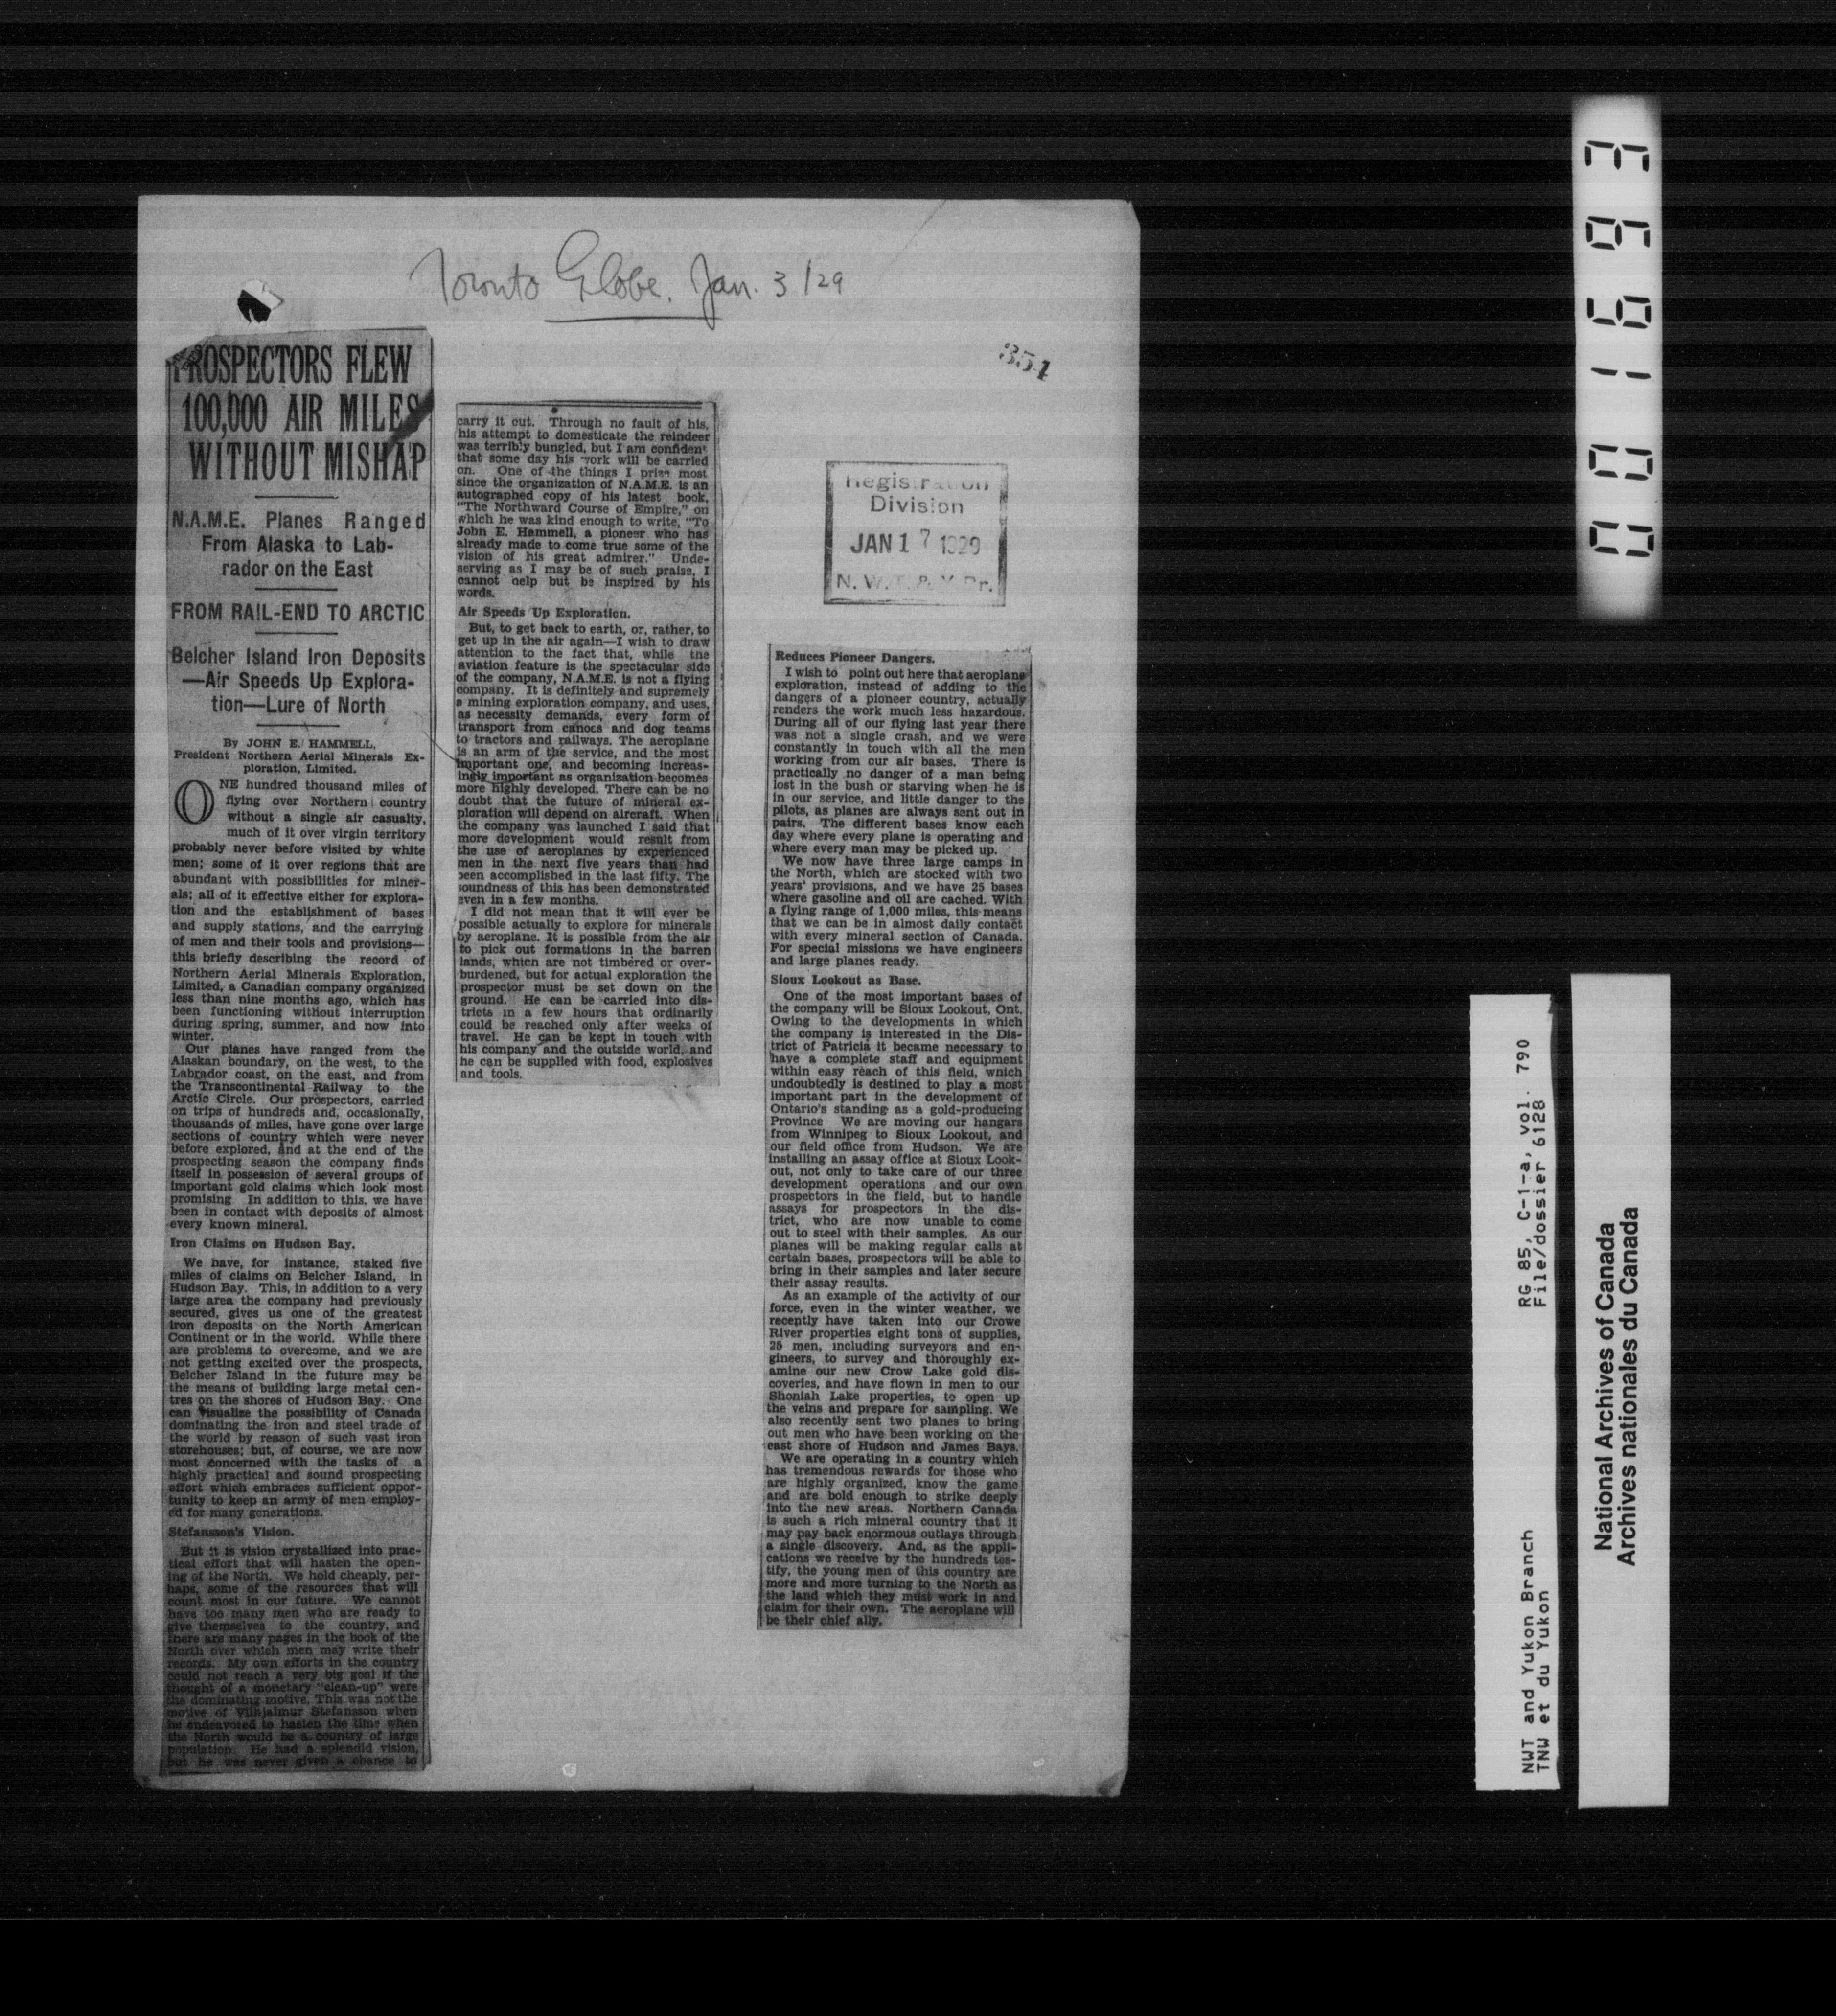 Toronto Globe, Jan. 3/29
351
PROSPECTORS FLEW
100,000 AIR MILES
WITHOUT MISHAP
N.A.M.E. Planes Ranged
From Alaska to Lab-
rador on the East
FROM RAIL-END TO ARCTIC
Belcher Island Iron Deposits
—Air Speeds Up Explora-
tion—Lure of North
By JOHN E. HAMMELL,
President Northern Aerial Minerals Ex-
ploration, Limited.
ONE hundred thousand miles of
flying over Northern country
without a single air casualty,
much of it over virgin territory
probably never before visited by white
men; some of it over regions that are
abundant with possibilities for miner-
als; all of it effective either for explora-
tion and the establishment of bases
and supply stations, and the carrying
of men and their tools and provisions—
this briefly describing the record of
Northern Aerial Minerals Exploration,
Limited, a Canadian company organized
less than nine months ago, which has
been functioning without interruption
during spring, summer, and now into
winter.
Our planes have ranged from the
Alaskan boundary, on the west, to the
Labrador coast, on the east, and from
the Transcontinental Railway to the
Arctic Circle. Our prospectors, carried
on trips of hundreds and, occasionally,
thousands of miles, have gone over large
sections of country which were never
before explored, and at the end of the
prospecting season the company finds
itself in possession of several groups of
important gold claims which look most
promising In addition to this, we have
been in contact with deposits of almost
every known mineral.
Iron Claims on Hudson Bay.
We have, for instance, staked five
miles of claims on Belcher Island, in
Hudson Bay. This, in addition to a very
large area the company had previously
secured, gives us one of the greatest
iron deposits on the North American
Continent or in the world. While there
are problems to overcome, and we are
not getting excited over the prospects,
Belcher Island in the future may be
the means of building large metal cen-
tres on the shores of Hudson Bay. One
can visualize the possibility of Canada
dominating the iron and steel trade of
the world by reason of such vast iron
storehouses; but, of course, we are now
most concerned with the tasks of a
highly practical and sound prospecting
effort which embraces sufficient oppor-
tunity to keep an army of men employ-
ed for many generations.
Stefansson's Vision.
But it is vision crystallized into prac-
tical effort that will hasten the open-
ing of the North. We hold cheaply, per-
haps, some of the resources that will
count most in our future. We cannot
have too many men who are ready to
give themselves to the country, and
there are many pages in the book of the
North over which men may write their
records. My own efforts in the country
could not reach a very big goal if the
thought of a monetary "clean-up" were
the dominating motive. This was not the
motive of Vilhjalmur Stefansson when
he endeavored to hasten the time when
the North would be a country of large
population. He had a splendid vision,
but he was never given a chance to
carry it out. Through no fault of his,
his attempt to domesticate the reindeer
was terribly bungled, but I am confident
that some day his work will be carried
on. One of the things I prize most
since the organization of N.A.M.E. is an
autographed copy of his latest book,
"The Northward Course of Empire," on
which he was kind enough to write, "To
John E. Hammell, a pioneer who has
already made to come true some of the
vision of his great admirer." Unde-
serving as I may be of such praise, I
cannot help but be inspired by his
words.
Air Speeds Up Exploration.
But, to get back to earth, or, rather, to
get up in the air again—I wish to draw
attention to the fact that, while the
aviation feature is the spectacular side
of the company, N.A.M.E. is not a flying
company. It is definitely and supremely
a mining exploration company, and uses,
as necessity demands, every form of
transport from canoes and dog teams
to tractors and railways. The aeroplane
is an arm of the service, and the most
important one, and becoming increas-
ingly important as organization becomes
more highly developed. There can be no
doubt that the future of mineral ex-
ploration will depend on aircraft. When
the company was launched I said that
more development would result from
the use of aeroplanes by experienced
men in the next five years than had
been accomplished in the last fifty. The
soundness of this has been demonstrated
even in a few months.
I did not mean that it will ever be
possible actually to explore for minerals
by aeroplane. It is possible from the air
to pick out formations in the barren
lands, which are not timbered or over-
burdened, but for actual exploration the
prospector must be set down on the
ground. He can be carried into dis-
tricts in a few hours that ordinarily
could be reached only after weeks of
travel. He can be kept in touch with
his company and the outside world, and
he can be supplied with food, explosives
and tools.
Registration
Division
JAN 17 1929
N. W. T. & Y. Br.
Reduces Pioneer Dangers.
I wish to point out here that aeroplane
exploration, instead of adding to the
dangers of a pioneer country, actually
renders the work much less hazardous.
During all of our flying last year there
was not a single crash, and we were
constantly in touch with all the men
working from our air bases. There is
practically no danger of a man being
lost in the bush or starving when he is
in our service, and little danger to the
pilots, as planes are always sent out in
pairs. The different bases know each
day where every plane is operating and
where every man may be picked up.
We now have three large camps in
the North, which are stocked with two
years' provisions, and we have 25 bases
where gasoline and oil are cached. With
a flying range of 1,000 miles, this means
that we can be in almost daily contact
with every mineral section of Canada.
For special missions we have engineers
and large planes ready.
Sioux Lookout as Base.
One of the most important bases of
the company will be Sioux Lookout, Ont.
Owing to the developments in which
the company is interested in the Dis-
trict of Patricia it became necessary to
have a complete staff and equipment
within easy reach of this field, which
undoubtedly is destined to play a most
important part in the development of
Ontario's standing as a gold-producing
Province We are moving our hangars
from Winnipeg to Sioux Lookout, and
our field office from Hudson. We are
installing an assay office at Sioux Look-
out, not only to take care of our three
development operations and our own
prospectors in the field, but to handle
assays for prospectors in the dis-
trict, who are now unable to come
out to steel with their samples. As our
planes will be making regular calls at
certain bases, prospectors will be able to
bring in their samples and later secure
their assay results.
As an example of the activity of our
force, even in the winter weather, we
recently have taken into our Crowe
River properties eight tons of supplies,
25 men, including surveyors and en-
gineers, to survey and thoroughly ex-
amine our new Crow Lake gold dis-
coveries, and have flown in men to our
Shoniah Lake properties, to open up
the veins and prepare for sampling. We
also recently sent two planes to bring
out men who have been working on the
east shore of Hudson and James Bays.
We are operating in a country which
has tremendous rewards for those who
are highly organized, know the game
and are bold enough to strike deeply
into the new areas. Northern Canada
is such a rich mineral country that it
may pay back enormous outlays through
a single discovery. And, as the appli-
cations we receive by the hundreds tes-
tify, the young men of this country are
more and more turning to the North as
the land which they must work in and
claim for their own. The aeroplane will
be their chief ally.
001693
NWT and Yukon Branch RG 85, C-1-a, vol. 790
TNW et du Yukon File/dossier 6128
National Archives of Canada
Archives nationales du Canada